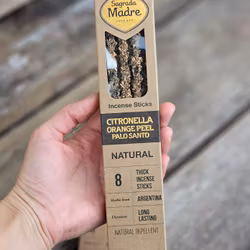 Sagrada
Madre
Incense Sticks
CITRONELLA
ORANGE PEEL
PALO SANTO
NATURAL
8
THICK
INCENSE
STICKS
ARGENTINA
Duration
LONG
LASTING
NATURAL REPELLENT